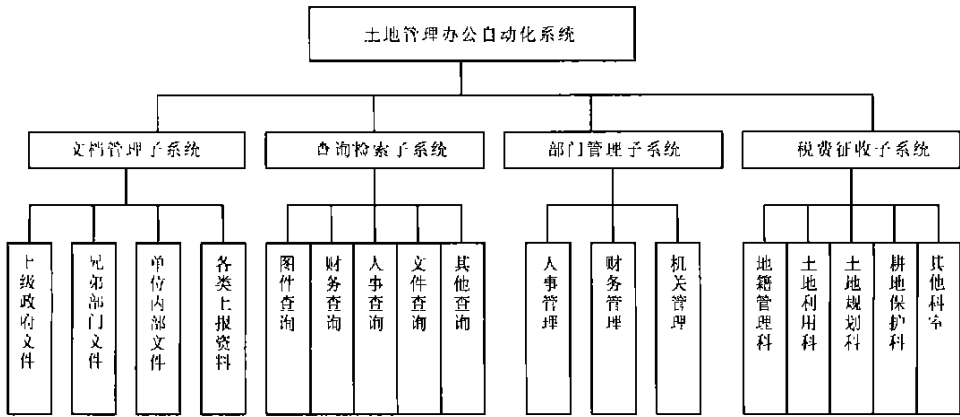 土地管理办公自动化系统
文档管理子系统
查询检索子系统
部门管理子系统
税费征收子系统
上级政府文件
兄弟部门文件
单位内部文件
各类上报资料
图件查询
财务查询
人事查询
文件查询
其他查询
人事管理
财务管理
机关管理
地籍管理科
土地利用科
土地规划科
耕地保护科
其他科室